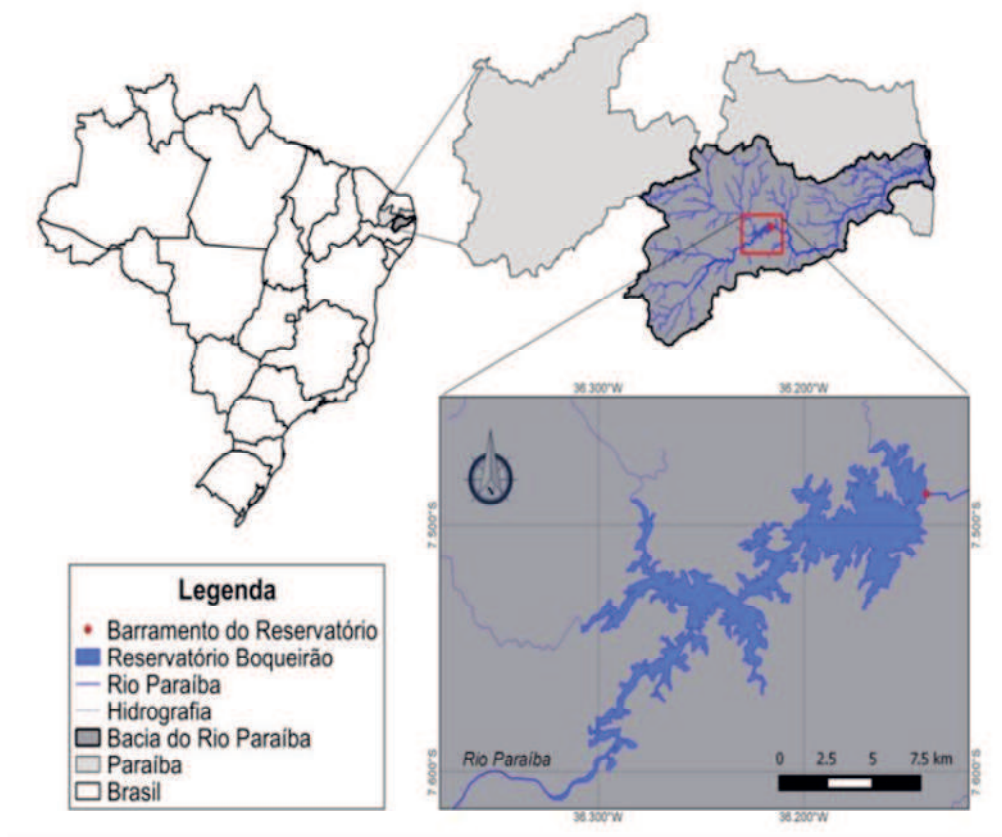 36.300°W 36.200°W
7.500°S 7.500°S
Legenda
Barramento do Reservatório
Reservatório Boqueirão
Rio Paraíba
Hidrografia
Bacia do Rio Paraíba
Paraíba
Brasil
Rio Paraíba
0 2.5 5 7.5 km
7.600°S 7.600°S
36.300°W 36.200°W